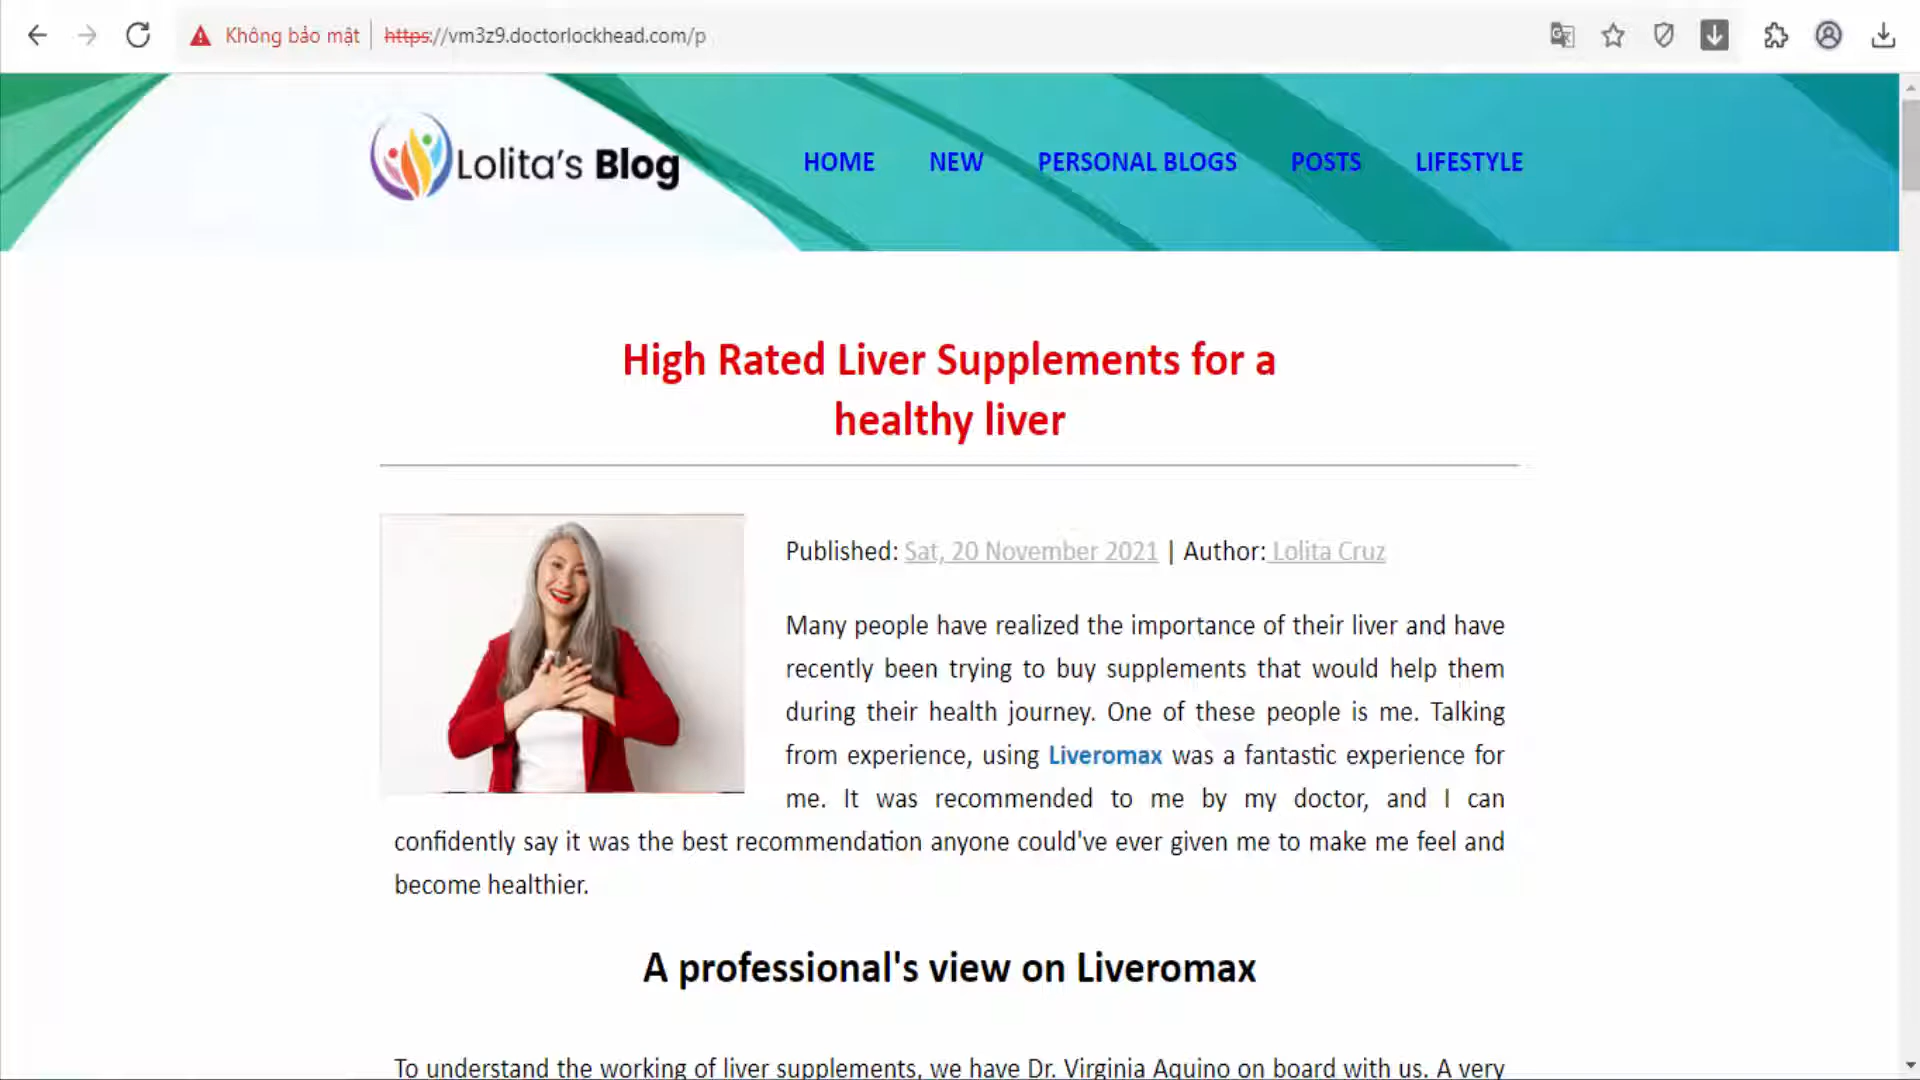 Không bảo mật
https://vm3z9.doctorlockhead.com/p
Lolita's Blog
HOME NEW PERSONAL BLOGS POSTS LIFESTYLE
High Rated Liver Supplements for a
healthy liver
Published: Sat, 20 November 2021 | Author: Lolita Cruz
Many people have realized the importance of their liver and have
recently been trying to buy supplements that would help them
during their health journey. One of these people is me. Talking
from experience, using Liveromax was a fantastic experience for
me. It was recommended to me by my doctor, and I can
confidently say it was the best recommendation anyone could've ever given me to make me feel and
become healthier.
A professional's view on Liveromax
To understand the working of liver supplements, we have Dr. Virginia Aquino on board with us. A very